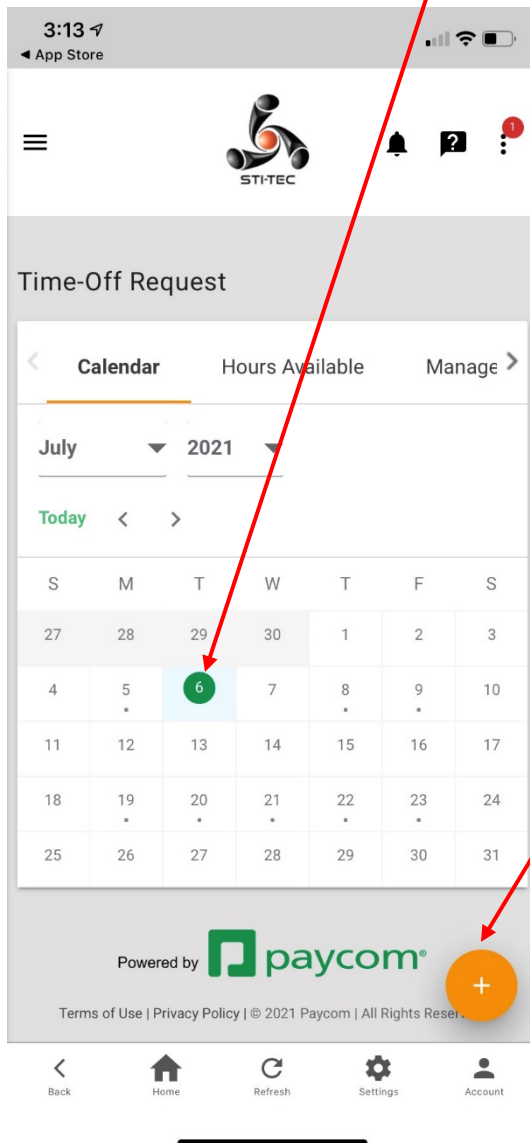 3:13
App Store
STI-TEC
?
1
Time-Off Request
Calendar Hours Available Manage
July 2021
Today
S M T W T F S
27 28 29 30 1 2 3
4 5 6 7 8 9 10
11 12 13 14 15 16 17
18 19 20 21 22 23 24
25 26 27 28 29 30 31
Powered by paycom®
+
Terms of Use | Privacy Policy | © 2021 Paycom | All Rights
Back Home Refresh Settings Account